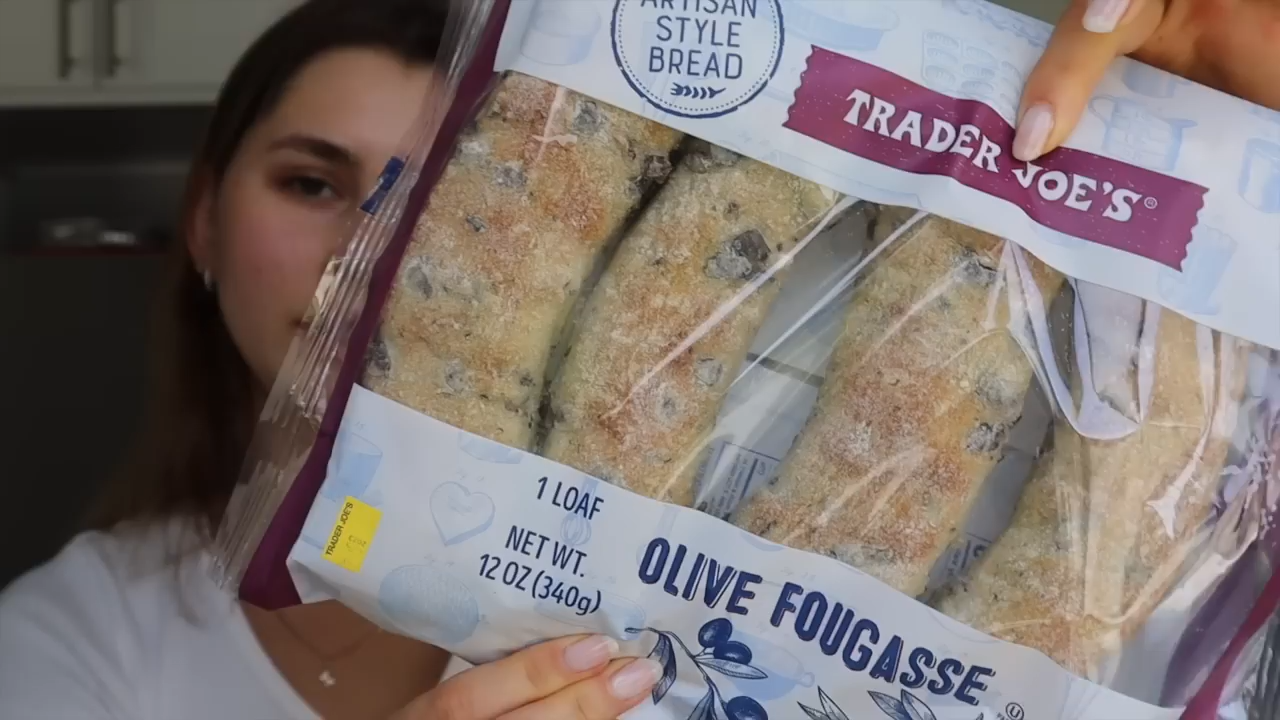 ARTISAN
STYLE
BREAD
TRADER JOE'S®
1 LOAF
NET WT.
12 OZ (340g)
TRADER JOE'S
OLIVE FOUGASSE
U